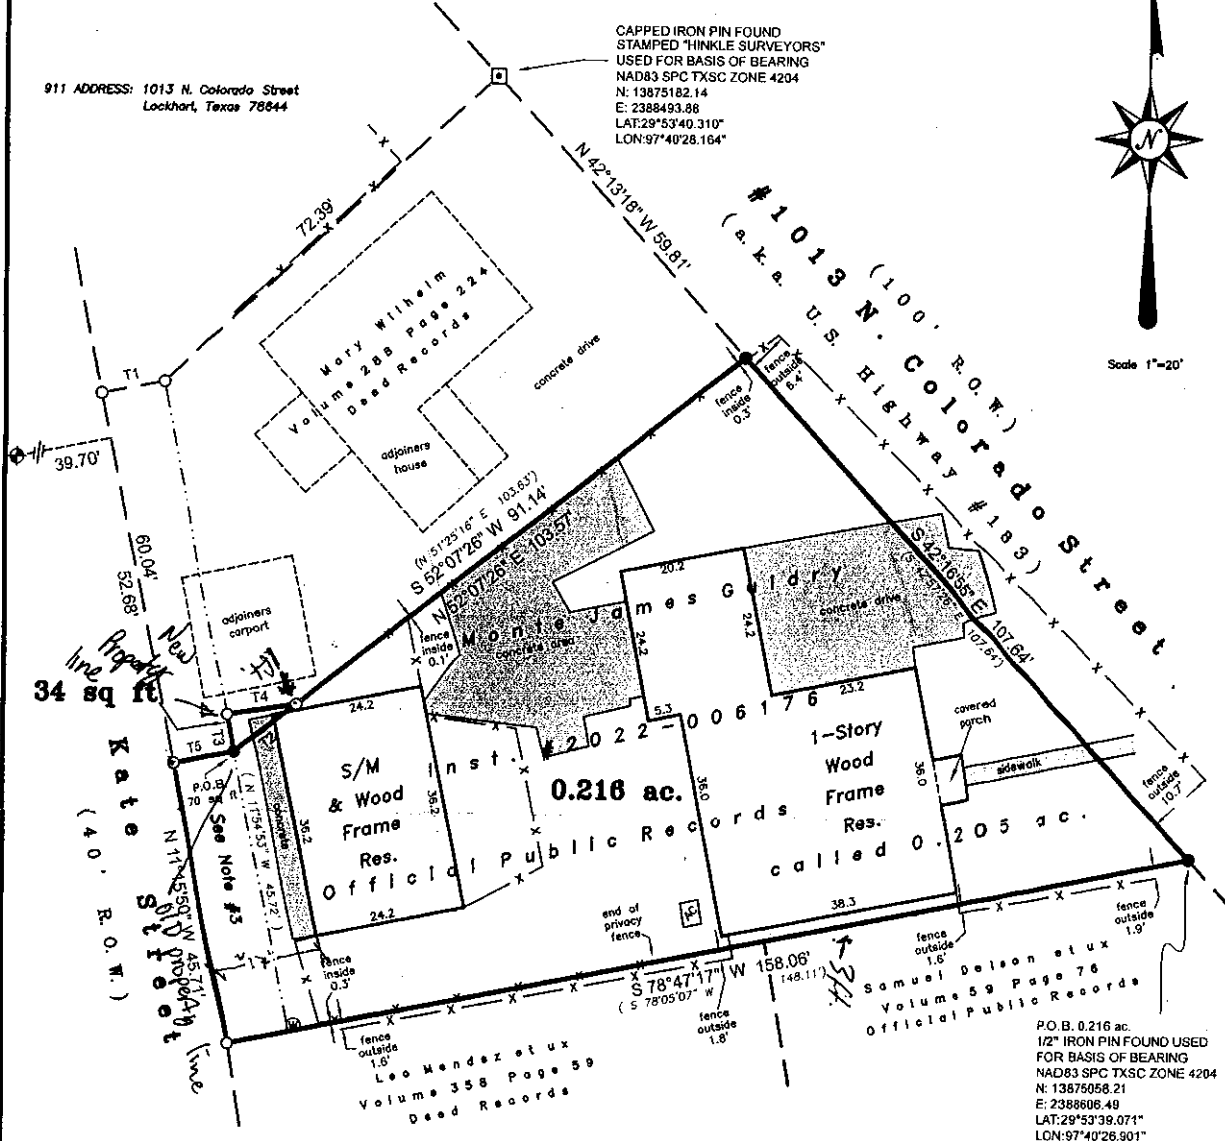 CAPPED IRON PIN FOUND
STAMPED "HINKLE SURVEYORS"
USED FOR BASIS OF BEARING
NAD83 SPC TXSC ZONE 4204
N: 13875182.14
E: 2388493.88
LAT:29°53'40.310"
LON:97°40'28.164"
911 ADDRESS: 1013 N. Colorado Street
Lockhart, Texas 78644
N
Scale 1"=20'
N 42°13'18" W 59.81'
72.39'
# 1013 N. Colorado Street
(100' R.O.W.)
(a.k.a. U.S. Highway #183)
Mary Wilhelm
Volume 288 Page 224
Deed Records
concrete drive
adjoiners
house
T1
39.70'
60.04'
52.68'
fence
outside
6.4'
fence
inside
0.3'
(N 51°25'16" E 103.63')
S 52°07'26" W 91.14'
N 52°07'26" E 103.57'
S 42°16'55" E 107.64'
107.64')
adjoiners
carport
fence
inside
0.1'
Monte James Guldry
concrete area
concrete drive
20.2
24.2
24.2
23.2
5.3
New
Property
line
34 sq ft
T4
T3
T5
T2
24.2
Inst. #2022-006176
P.O.B.
70 sq ft
S/M
& Wood
Frame
Res.
36.2
36.2
24.2
concrete
0.216 ac.
1-Story
Wood
Frame
Res.
36.0
36.0
38.3
covered
porch
sidewalk
Official Public Records
called 0.205 ac.
fence
outside
10.7'
Kate Street
(40' R.O.W.)
See Note #3
(N 11°54'53" W 45.72')
N 11°45'50" W 45.71'
Old property line
end of
privacy
fence
AC
fence
inside
0.3'
S 78°47'17" W 158.06'
(S 78°05'07" W 148.11')
fence
outside
1.6'
fence
outside
1.8'
fence
outside
1.6'
fence
outside
1.9'
Samuel Delson et ux
Volume 59 Page 76
Official Public Records
Leo Mendez et ux
Volume 358 Page 59
Deed Records
P.O.B. 0.216 ac.
1/2" IRON PIN FOUND USED
FOR BASIS OF BEARING
NAD83 SPC TXSC ZONE 4204
N: 13875058.21
E: 2388606.49
LAT:29°53'39.071"
LON:97°40'26.901"